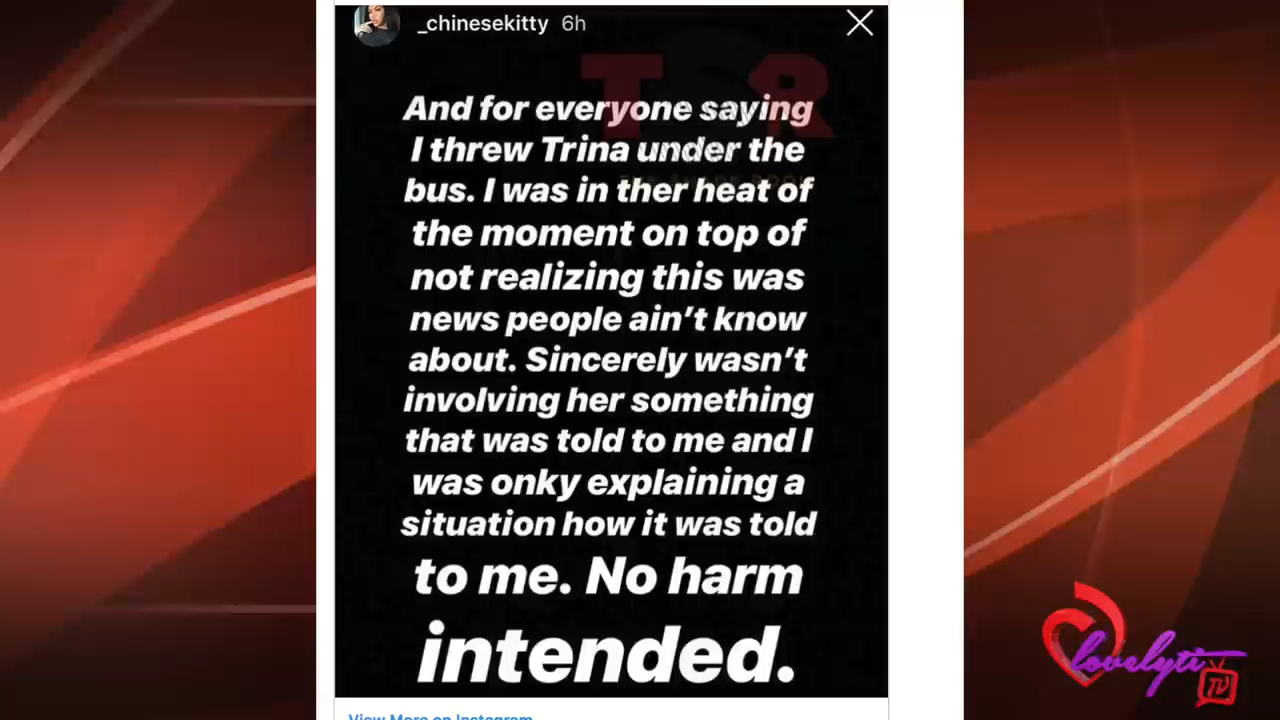 _chinesekitty 6h
T R
And for everyone saying
I threw Trina under the
bus. I was in ther heat of
the moment on top of
not realizing this was
news people ain't know
about. Sincerely wasn't
involving her something
that was told to me and I
was onky explaining a
situation how it was told
to me. No harm
intended.
View More on Instagram
lovelyti
TV